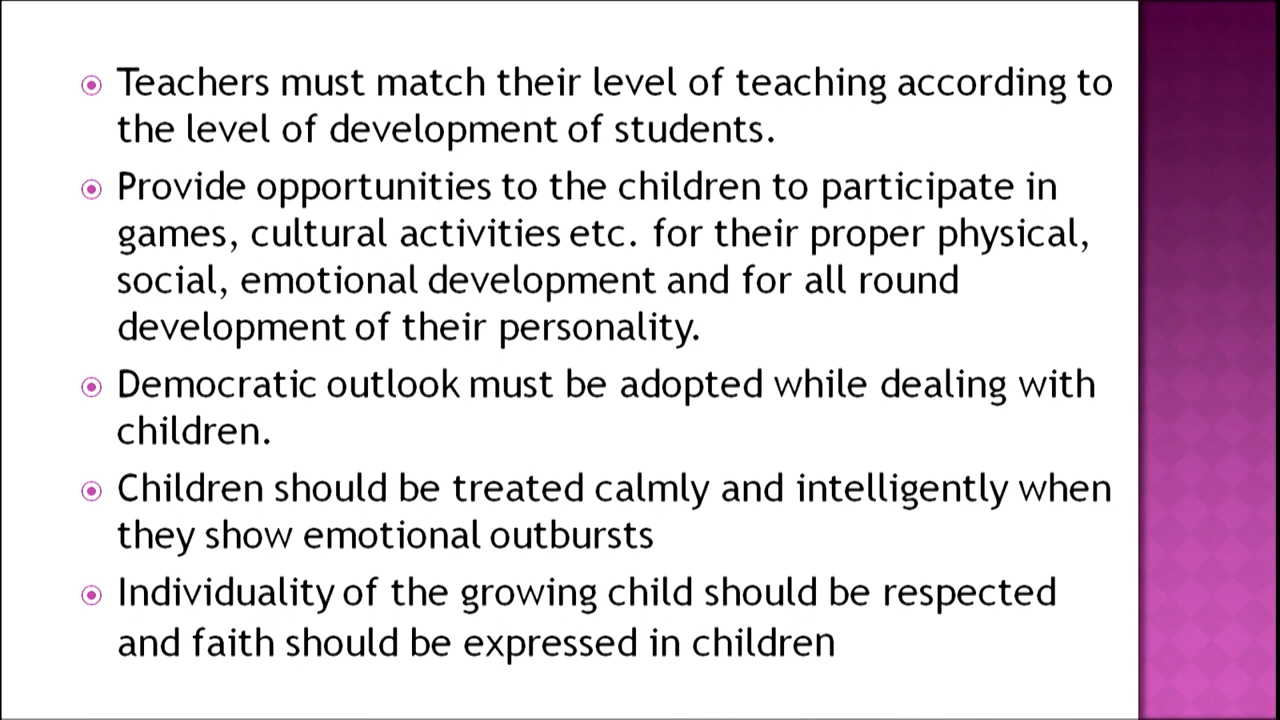 Teachers must match their level of teaching according to
the level of development of students.
Provide opportunities to the children to participate in
games, cultural activities etc. for their proper physical,
social, emotional development and for all round
development of their personality.
Democratic outlook must be adopted while dealing with
children.
Children should be treated calmly and intelligently when
they show emotional outbursts
Individuality of the growing child should be respected
and faith should be expressed in children